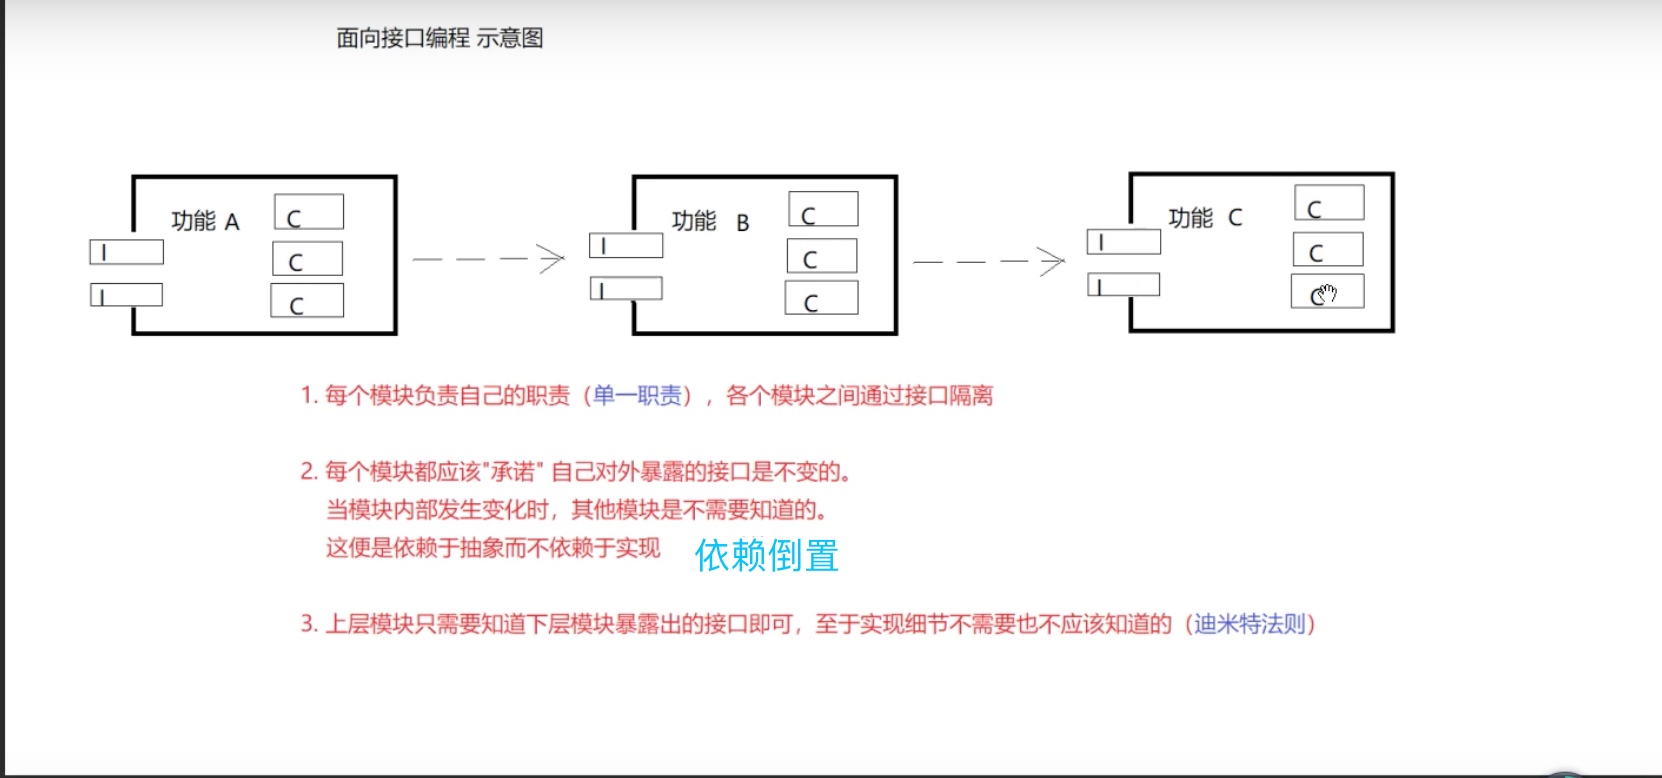 面向接口编程 示意图
功能 A
C
C
C
I
I
功能 B
C
C
C
I
I
功能 C
C
C
C
I
I
1. 每个模块负责自己的职责（单一职责），各个模块之间通过接口隔离
2. 每个模块都应该"承诺" 自己对外暴露的接口是不变的。
当模块内部发生变化时，其他模块是不需要知道的。
这便是依赖于抽象而不依赖于实现 依赖倒置
3. 上层模块只需要知道下层模块暴露出的接口即可，至于实现细节不需要也不应该知道的（迪米特法则）